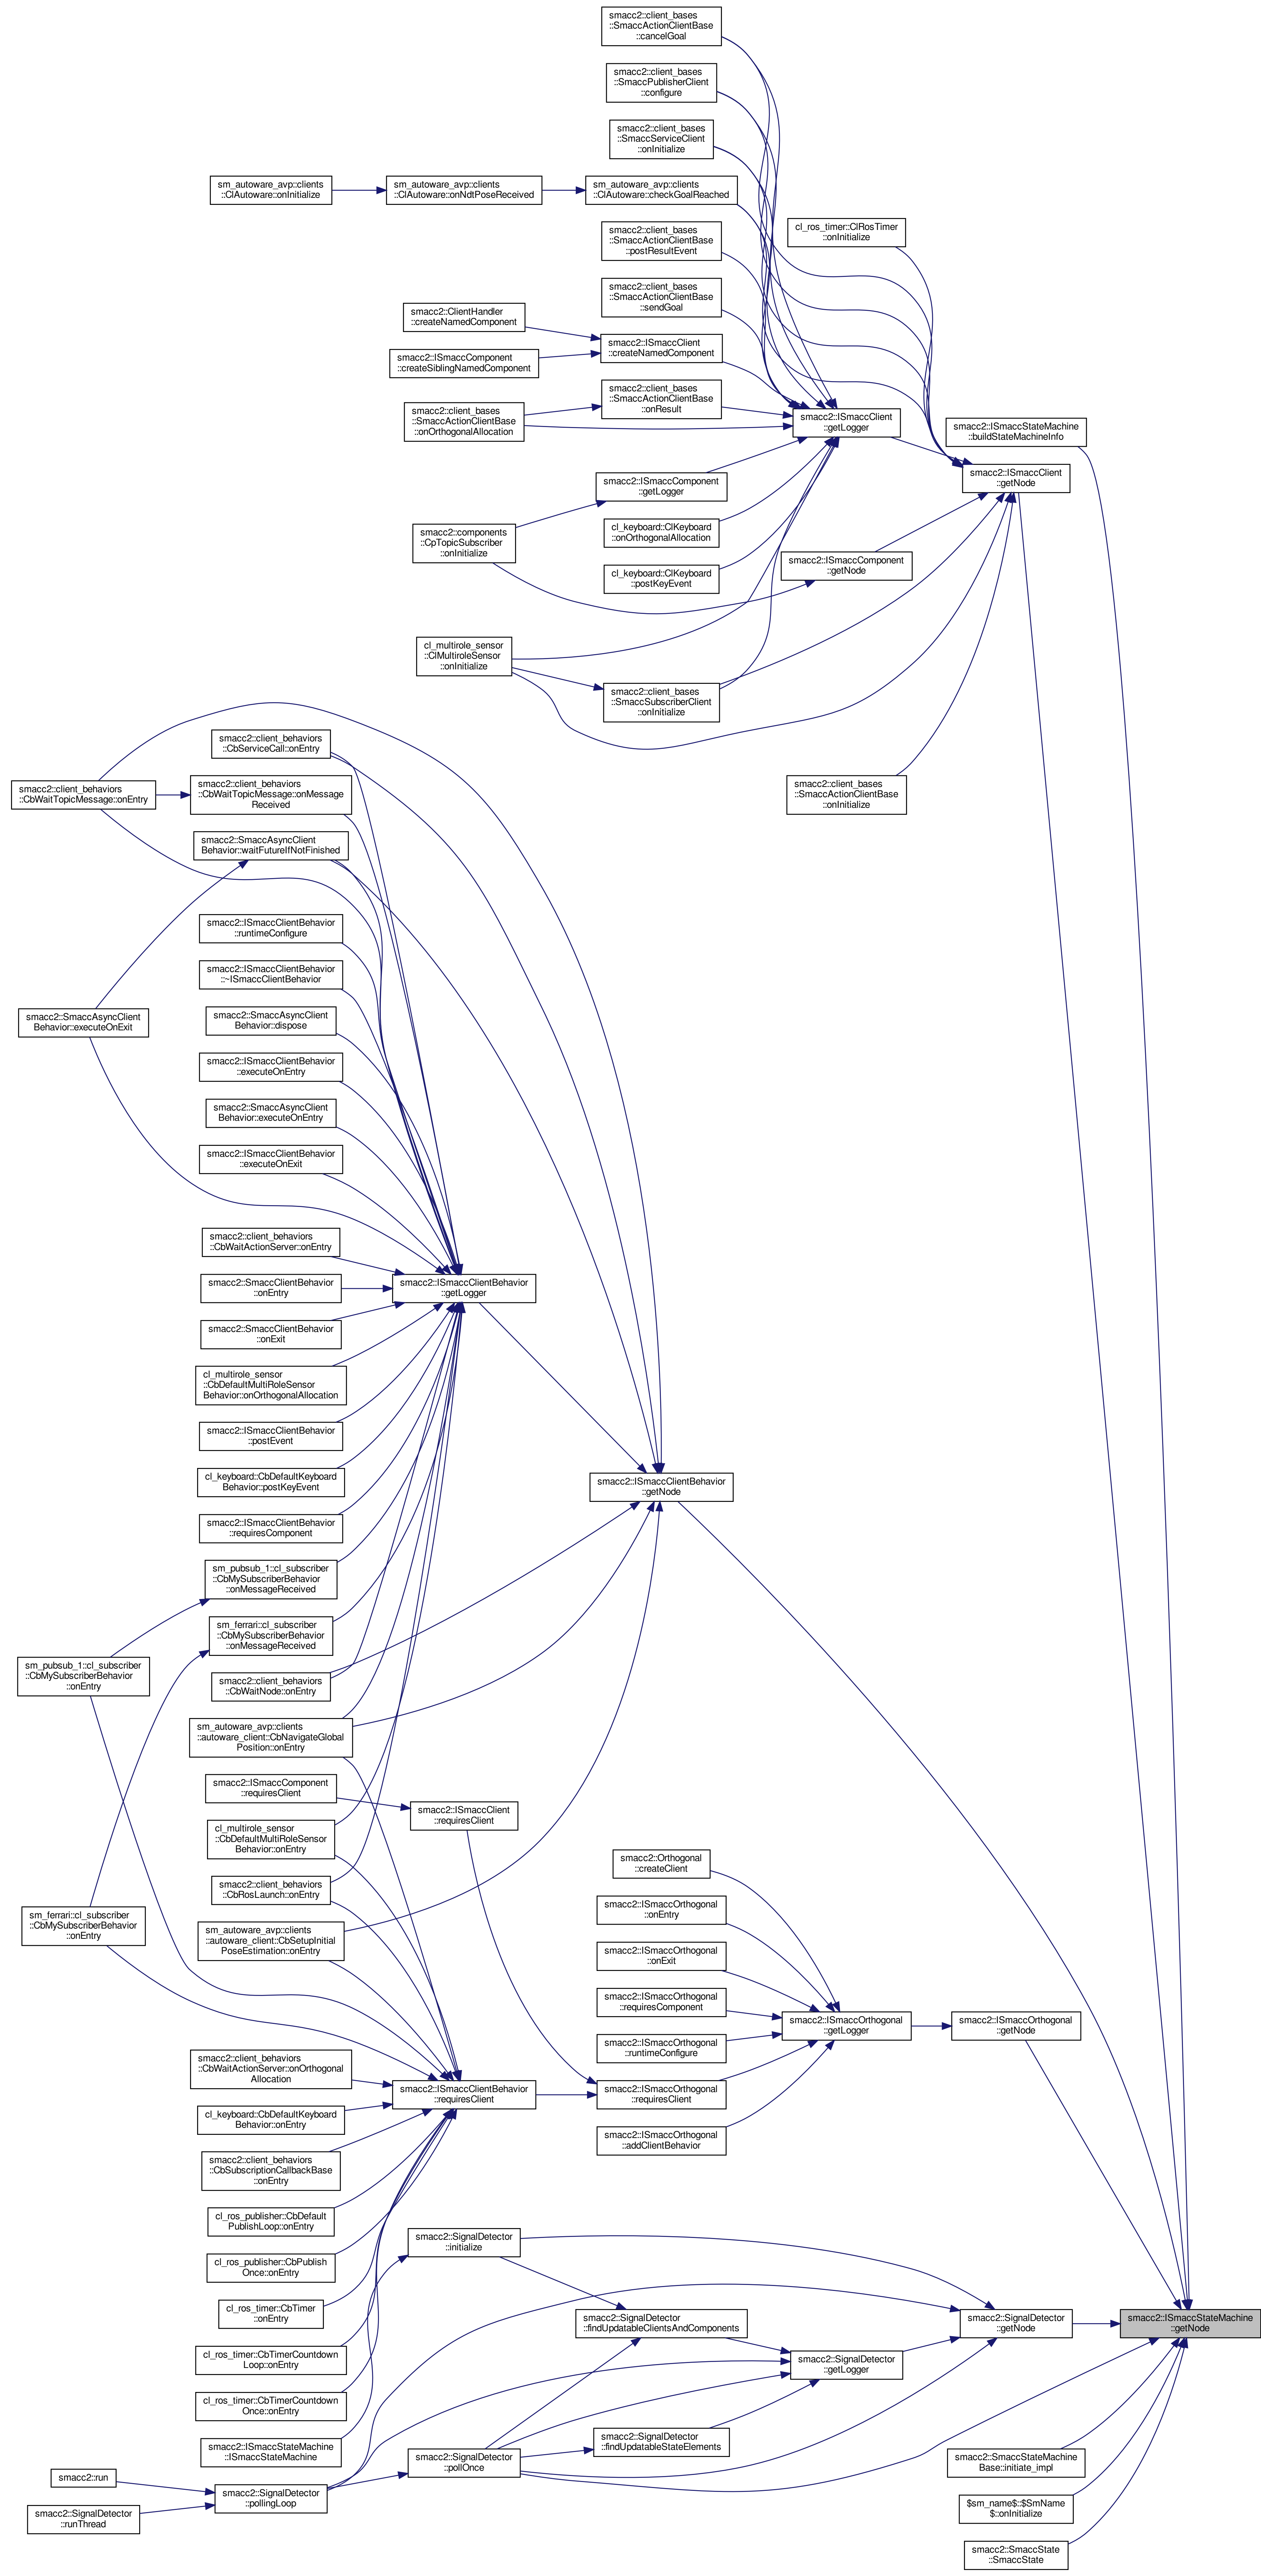 smacc2::client_bases
::SmaccActionClientBase
::cancelGoal
smacc2::client_bases
::SmaccPublisherClient
::configure
smacc2::client_bases
::SmaccServiceClient
::onInitialize
sm_autoware_avp::clients
::ClAutoware::onInitialize
sm_autoware_avp::clients
::ClAutoware::onNdtPoseReceived
sm_autoware_avp::clients
::ClAutoware::checkGoalReached
cl_ros_timer::ClRosTimer
::onInitialize
smacc2::client_bases
::SmaccActionClientBase
::postResultEvent
smacc2::client_bases
::SmaccActionClientBase
::sendGoal
smacc2::ClientHandler
::createNamedComponent
smacc2::ISmaccClient
::createNamedComponent
smacc2::ISmaccComponent
::createSiblingNamedComponent
smacc2::client_bases
::SmaccActionClientBase
::onResult
smacc2::client_bases
::SmaccActionClientBase
::onOrthogonalAllocation
smacc2::ISmaccClient
::getLogger
smacc2::ISmaccStateMachine
::buildStateMachineInfo
smacc2::ISmaccClient
::getNode
smacc2::ISmaccComponent
::getLogger
cl_keyboard::ClKeyboard
::onOrthogonalAllocation
smacc2::components
::CpTopicSubscriber
::onInitialize
smacc2::ISmaccComponent
::getNode
cl_keyboard::ClKeyboard
::postKeyEvent
cl_multirole_sensor
::ClMultiroleSensor
::onInitialize
smacc2::client_bases
::SmaccSubscriberClient
::onInitialize
smacc2::client_bases
::SmaccActionClientBase
::onInitialize
smacc2::client_behaviors
::CbServiceCall::onEntry
smacc2::client_behaviors
::CbWaitTopicMessage::onEntry
smacc2::client_behaviors
::CbWaitTopicMessage::onMessage
Received
smacc2::SmaccAsyncClient
Behavior::waitFutureIfNotFinished
smacc2::ISmaccClientBehavior
::runtimeConfigure
smacc2::ISmaccClientBehavior
::~ISmaccClientBehavior
smacc2::SmaccAsyncClient
Behavior::executeOnExit
smacc2::SmaccAsyncClient
Behavior::dispose
smacc2::ISmaccClientBehavior
::executeOnEntry
smacc2::SmaccAsyncClient
Behavior::executeOnEntry
smacc2::ISmaccClientBehavior
::executeOnExit
smacc2::client_behaviors
::CbWaitActionServer::onEntry
smacc2::SmaccClientBehavior
::onEntry
smacc2::ISmaccClientBehavior
::getLogger
smacc2::SmaccClientBehavior
::onExit
cl_multirole_sensor
::CbDefaultMultiRoleSensor
Behavior::onOrthogonalAllocation
smacc2::ISmaccClientBehavior
::postEvent
cl_keyboard::CbDefaultKeyboard
Behavior::postKeyEvent
smacc2::ISmaccClientBehavior
::getNode
smacc2::ISmaccClientBehavior
::requiresComponent
sm_pubsub_1::cl_subscriber
::CbMySubscriberBehavior
::onMessageReceived
sm_ferrari::cl_subscriber
::CbMySubscriberBehavior
::onMessageReceived
sm_pubsub_1::cl_subscriber
::CbMySubscriberBehavior
::onEntry
smacc2::client_behaviors
::CbWaitNode::onEntry
sm_autoware_avp::clients
::autoware_client::CbNavigateGlobal
Position::onEntry
smacc2::ISmaccComponent
::requiresClient
smacc2::ISmaccClient
::requiresClient
cl_multirole_sensor
::CbDefaultMultiRoleSensor
Behavior::onEntry
smacc2::Orthogonal
::createClient
smacc2::client_behaviors
::CbRosLaunch::onEntry
smacc2::ISmaccOrthogonal
::onEntry
sm_ferrari::cl_subscriber
::CbMySubscriberBehavior
::onEntry
sm_autoware_avp::clients
::autoware_client::CbSetupInitial
PoseEstimation::onEntry
smacc2::ISmaccOrthogonal
::onExit
smacc2::ISmaccOrthogonal
::requiresComponent
smacc2::ISmaccOrthogonal
::getLogger
smacc2::ISmaccOrthogonal
::getNode
smacc2::ISmaccOrthogonal
::runtimeConfigure
smacc2::client_behaviors
::CbWaitActionServer::onOrthogonal
Allocation
smacc2::ISmaccClientBehavior
::requiresClient
smacc2::ISmaccOrthogonal
::requiresClient
cl_keyboard::CbDefaultKeyboard
Behavior::onEntry
smacc2::ISmaccOrthogonal
::addClientBehavior
smacc2::client_behaviors
::CbSubscriptionCallbackBase
::onEntry
cl_ros_publisher::CbDefault
PublishLoop::onEntry
smacc2::SignalDetector
::initialize
cl_ros_publisher::CbPublish
Once::onEntry
cl_ros_timer::CbTimer
::onEntry
smacc2::SignalDetector
::findUpdatableClientsAndComponents
smacc2::SignalDetector
::getNode
smacc2::ISmaccStateMachine
::getNode
cl_ros_timer::CbTimerCountdown
Loop::onEntry
smacc2::SignalDetector
::getLogger
cl_ros_timer::CbTimerCountdown
Once::onEntry
smacc2::ISmaccStateMachine
::ISmaccStateMachine
smacc2::SignalDetector
::findUpdatableStateElements
smacc2::SignalDetector
::pollOnce
smacc2::SmaccStateMachine
Base::initiate_impl
smacc2::run
smacc2::SignalDetector
::pollingLoop
$sm_name$::$SmName
$::onInitialize
smacc2::SignalDetector
::runThread
smacc2::SmaccState
::SmaccState